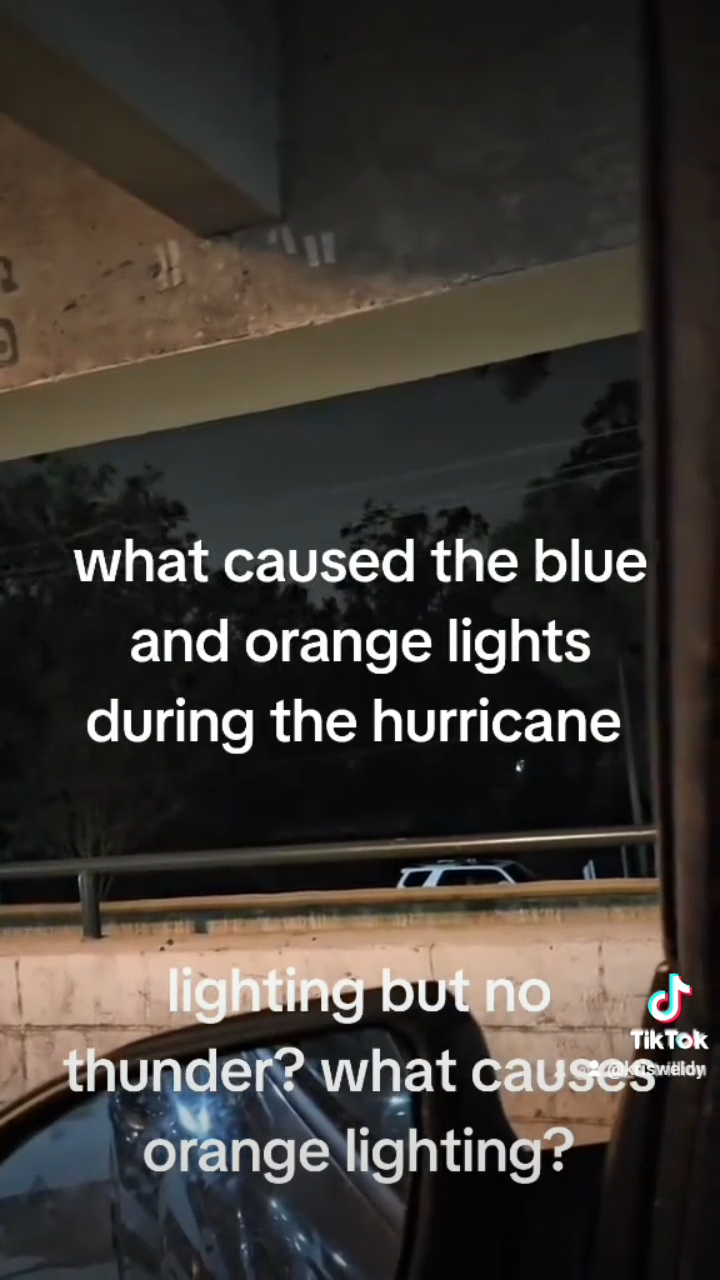 what caused the blue
and orange lights
during the hurricane
lighting but no
thunder? what causes
orange lighting?
TikTok